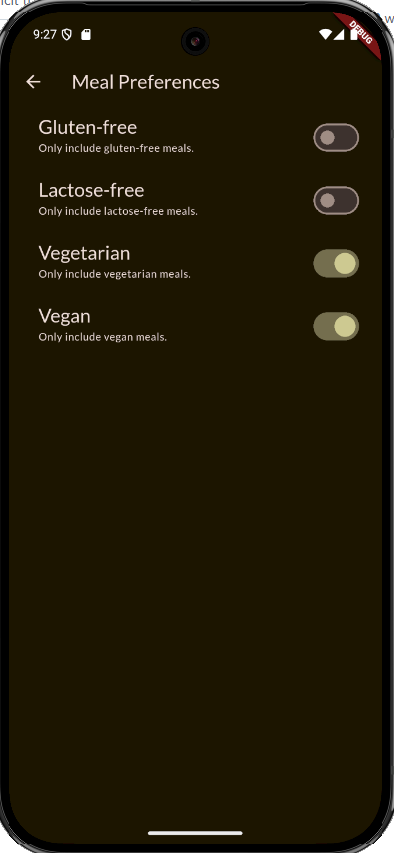 9:27
DEBUG
Meal Preferences
Gluten-free
Only include gluten-free meals.
Lactose-free
Only include lactose-free meals.
Vegetarian
Only include vegetarian meals.
Vegan
Only include vegan meals.